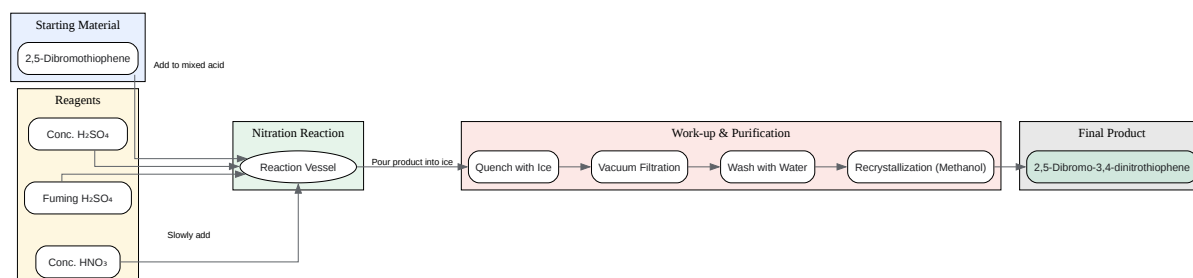 Starting Material
2,5-Dibromothiophene
Add to mixed acid
Reagents
Conc. H₂SO₄
Fuming H₂SO₄
Slowly add
Conc. HNO₃
Nitration Reaction
Reaction Vessel
Pour product into ice
Work-up & Purification
Quench with Ice
Vacuum Filtration
Wash with Water
Recrystallization (Methanol)
Final Product
2,5-Dibromo-3,4-dinitrothiophene